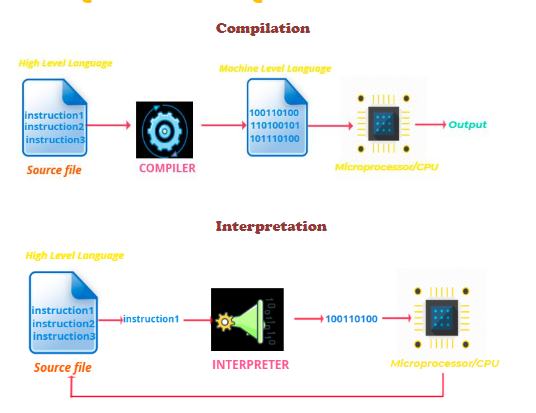 Compilation
High Level Language
Machine Level Language
instruction1
instruction2
instruction3
100110100
110100101
101110100
Output
Source file
COMPILER
Microprocessor/CPU
Interpretation
High Level Language
instruction1
instruction2
instruction3
instruction1
100110100
Source file
INTERPRETER
Microprocessor/CPU